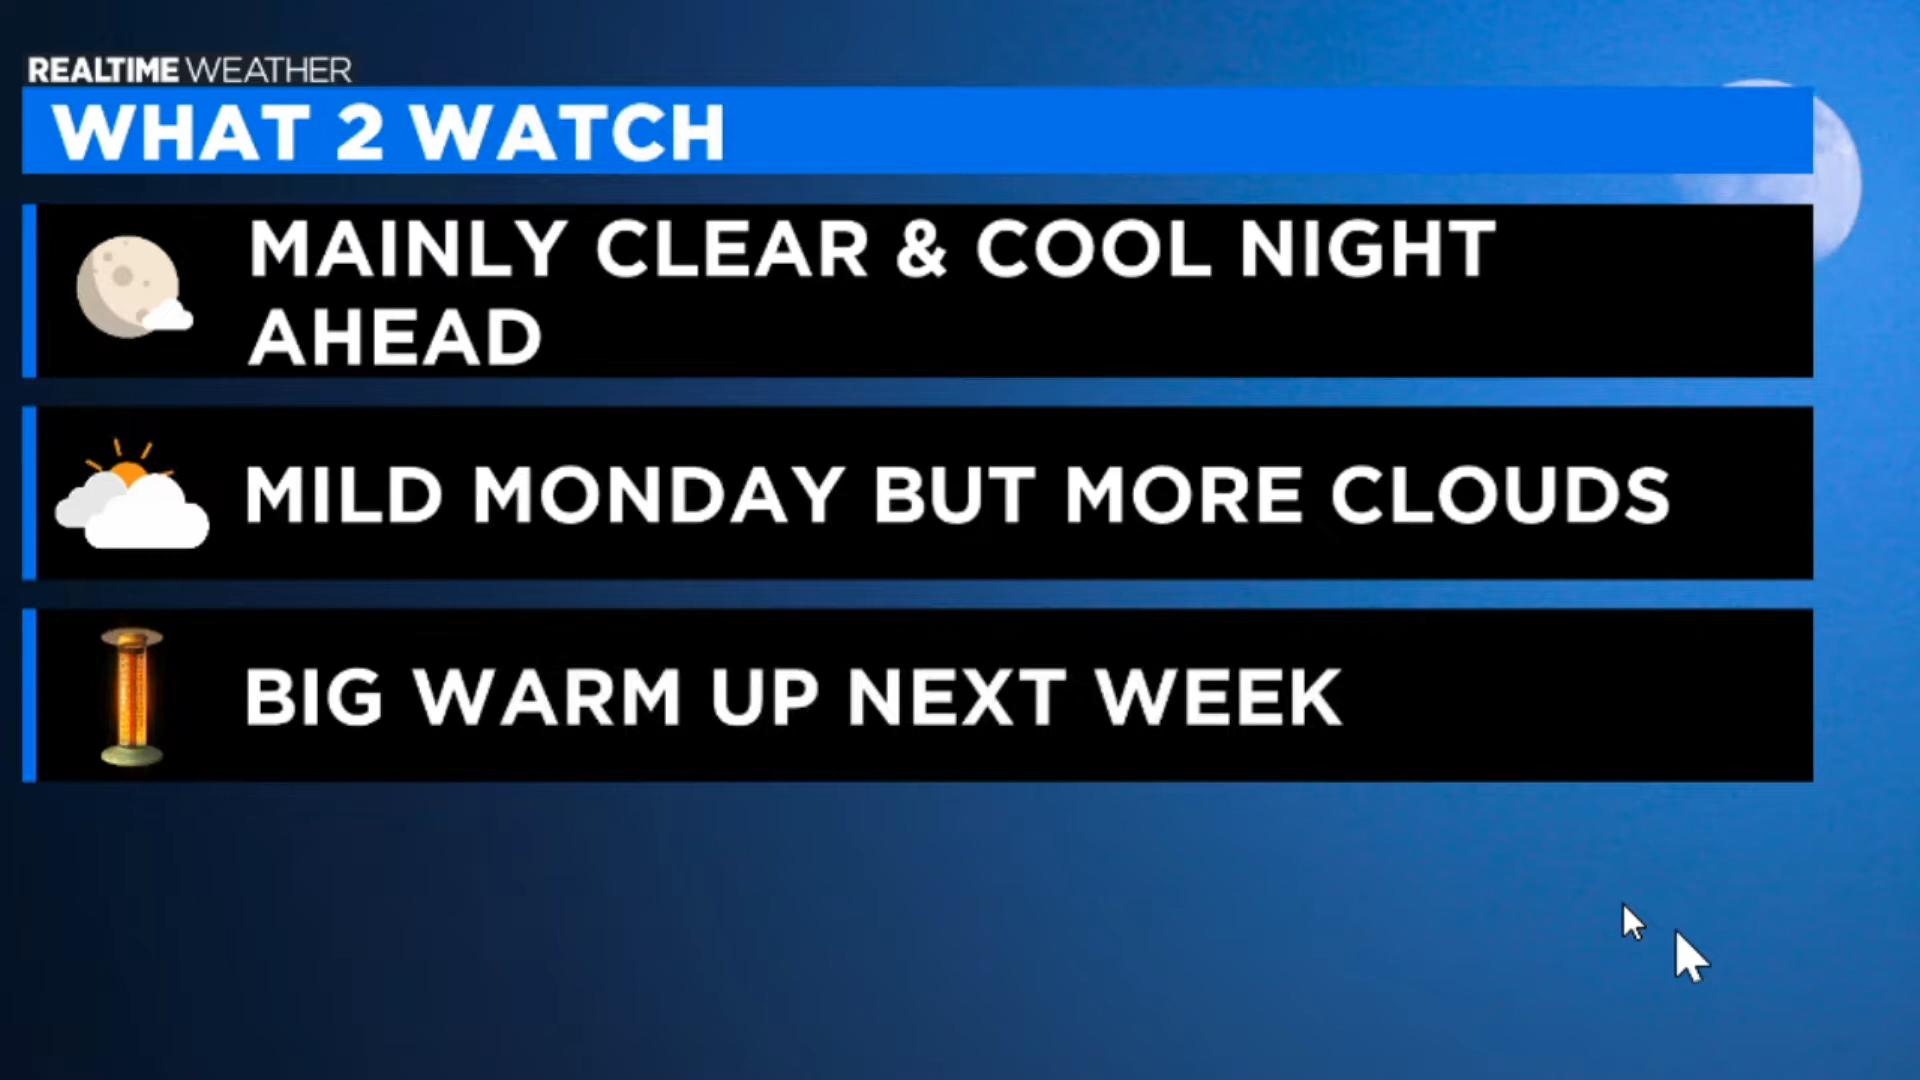 REALTIME WEATHER
WHAT 2 WATCH
MAINLY CLEAR & COOL NIGHT
AHEAD
MILD MONDAY BUT MORE CLOUDS
BIG WARM UP NEXT WEEK